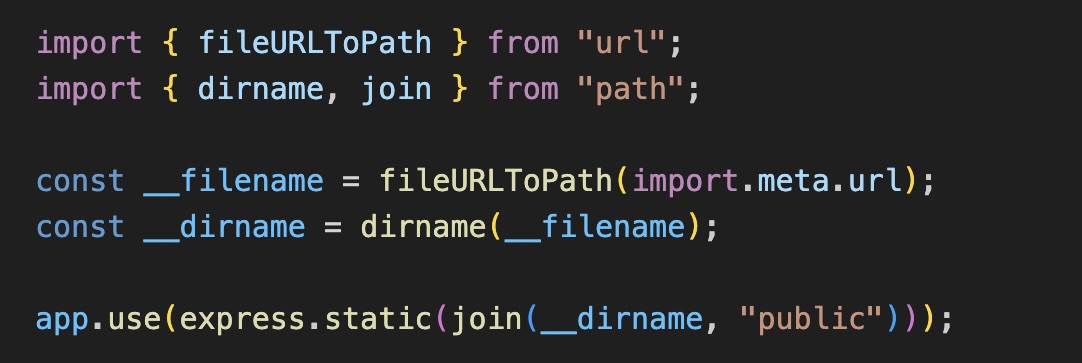 import { fileURLToPath } from "url";
import { dirname, join } from "path";
const __filename = fileURLToPath(import.meta.url);
const __dirname = dirname(__filename);
app.use(express.static(join(__dirname, "public")));